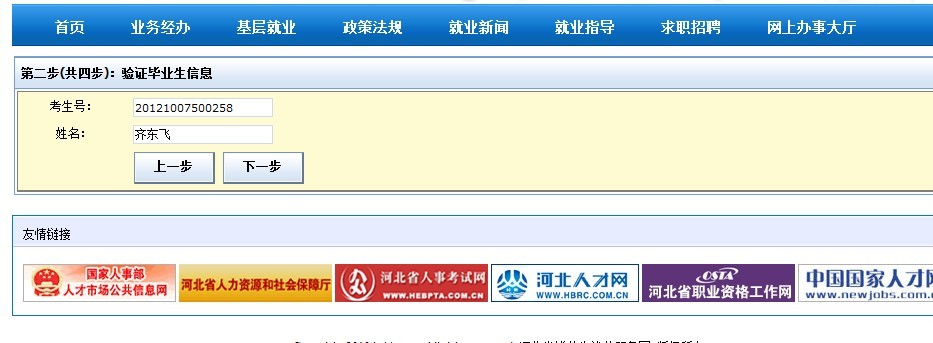 首页 业务经办 基层就业 政策法规 就业新闻 就业指导 求职招聘 网上办事大厅
第二步(共四步)：验证毕业生信息
考生号： 20121007500258
姓名： 齐东飞
上一步 下一步
友情链接
国家人事部
人才市场公共信息网
河北省人力资源和社会保障厅
河北省人事考试网
WWW.HEBPTA.COM.CN
河北人才网
WWW.HBRC.COM.CN
OSTA
河北省职业资格工作网
中国国家人才网
www.newjobs.com.c